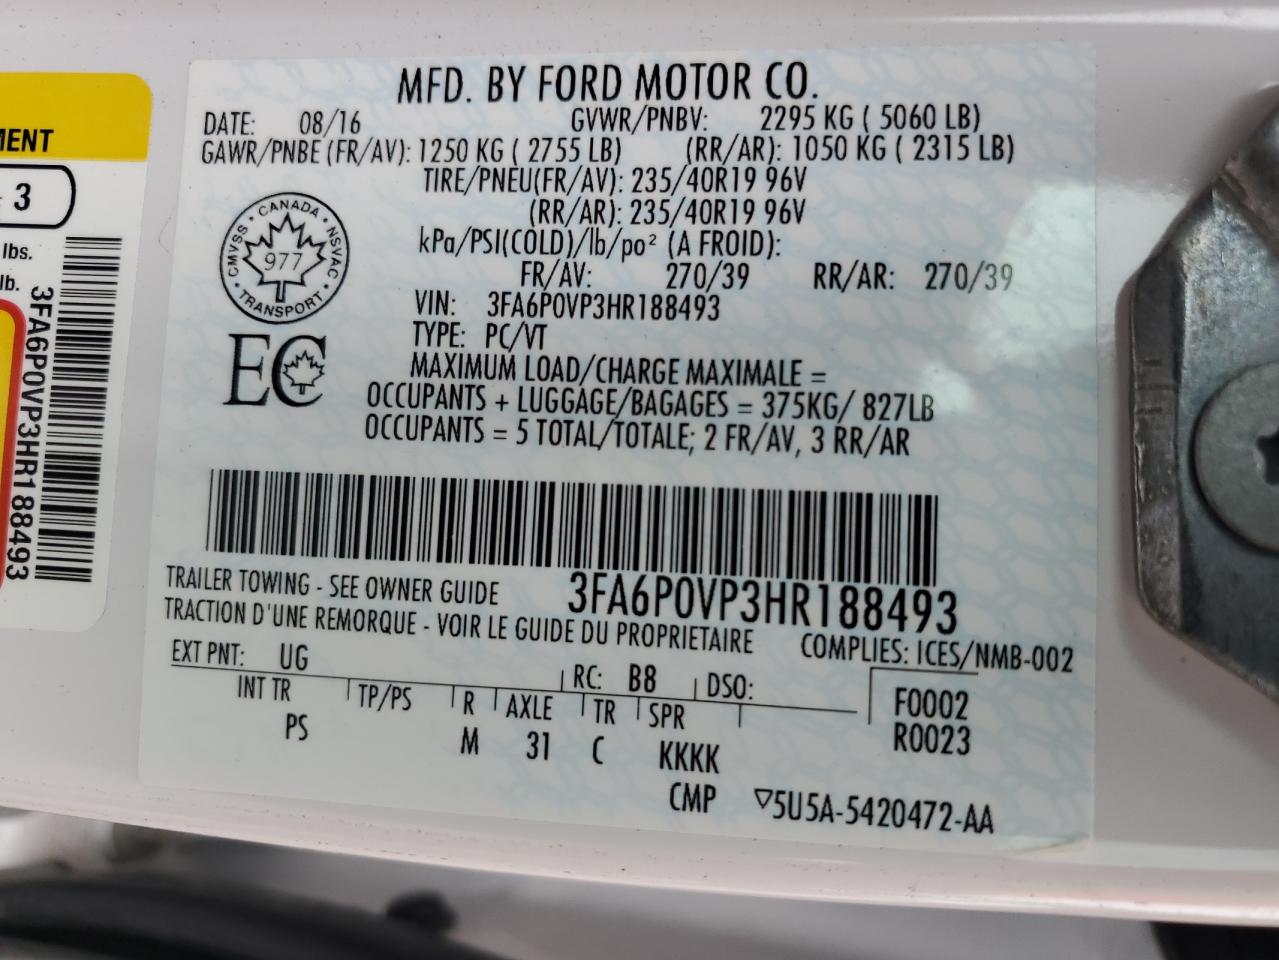 MFD. BY FORD MOTOR CO.
DATE: 08/16 GVWR/PNBV: 2295 KG ( 5060 LB)
GAWR/PNBE (FR/AV): 1250 KG ( 2755 LB) (RR/AR): 1050 KG ( 2315 LB)
TIRE/PNEU(FR/AV): 235/40R19 96V
(RR/AR): 235/40R19 96V
kPa/PSI(COLD)/lb/po² (A FROID):
FR/AV: 270/39 RR/AR: 270/39
VIN: 3FA6P0VP3HR188493
TYPE: PC/VT
MAXIMUM LOAD/CHARGE MAXIMALE =
OCCUPANTS + LUGGAGE/BAGAGES = 375KG/ 827LB
OCCUPANTS = 5 TOTAL/TOTALE; 2 FR/AV, 3 RR/AR
CMVSS • CANADA • NSVAC • TRANSPORT •
977
EC
3FA6P0VP3HR188493
TRAILER TOWING - SEE OWNER GUIDE
TRACTION D'UNE REMORQUE - VOIR LE GUIDE DU PROPRIETAIRE
COMPLIES: ICES/NMB-002
EXT PNT: UG RC: B8 DSO:
INT TR TP/PS R AXLE TR SPR
F0002
R0023
PS M 31 C KKKK
CMP ▽5U5A-5420472-AA
MENT
3
lbs.
lb.
3FA6P0VP3HR188493